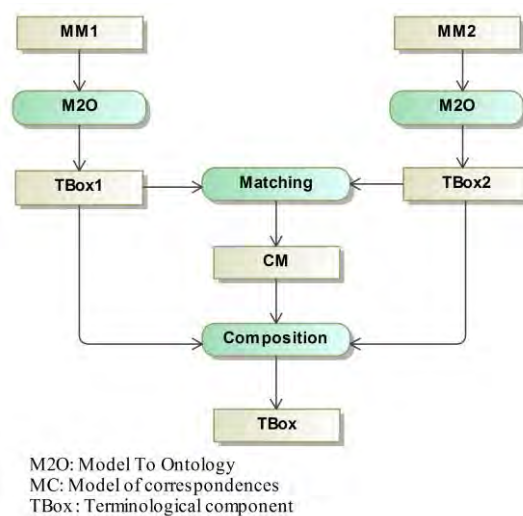 MM1
MM2
M2O
M2O
TBox1
Matching
TBox2
CM
Composition
TBox
M2O: Model To Ontology
MC: Model of correspondences
TBox : Terminological component